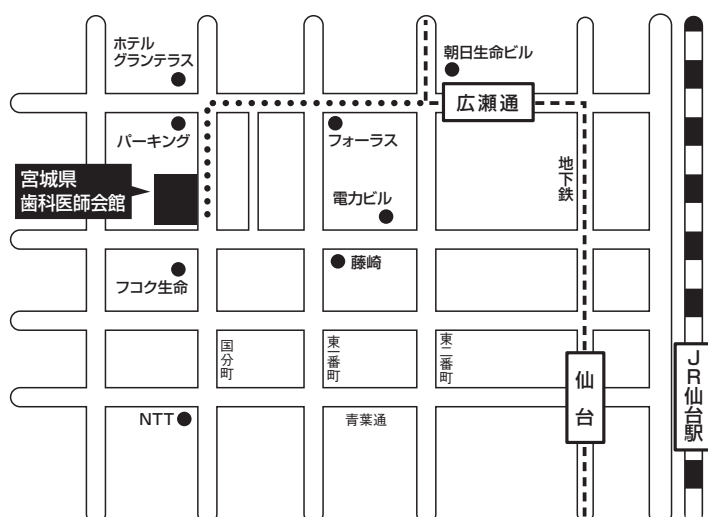 ホテル
グランテラス
朝日生命ビル
広瀬通
パーキング
フォーラス
地下鉄
宮城県
歯科医師会館
電力ビル
藤崎
フコク生命
国分町
東一番町
東二番町
仙台
JR仙台駅
NTT
青葉通